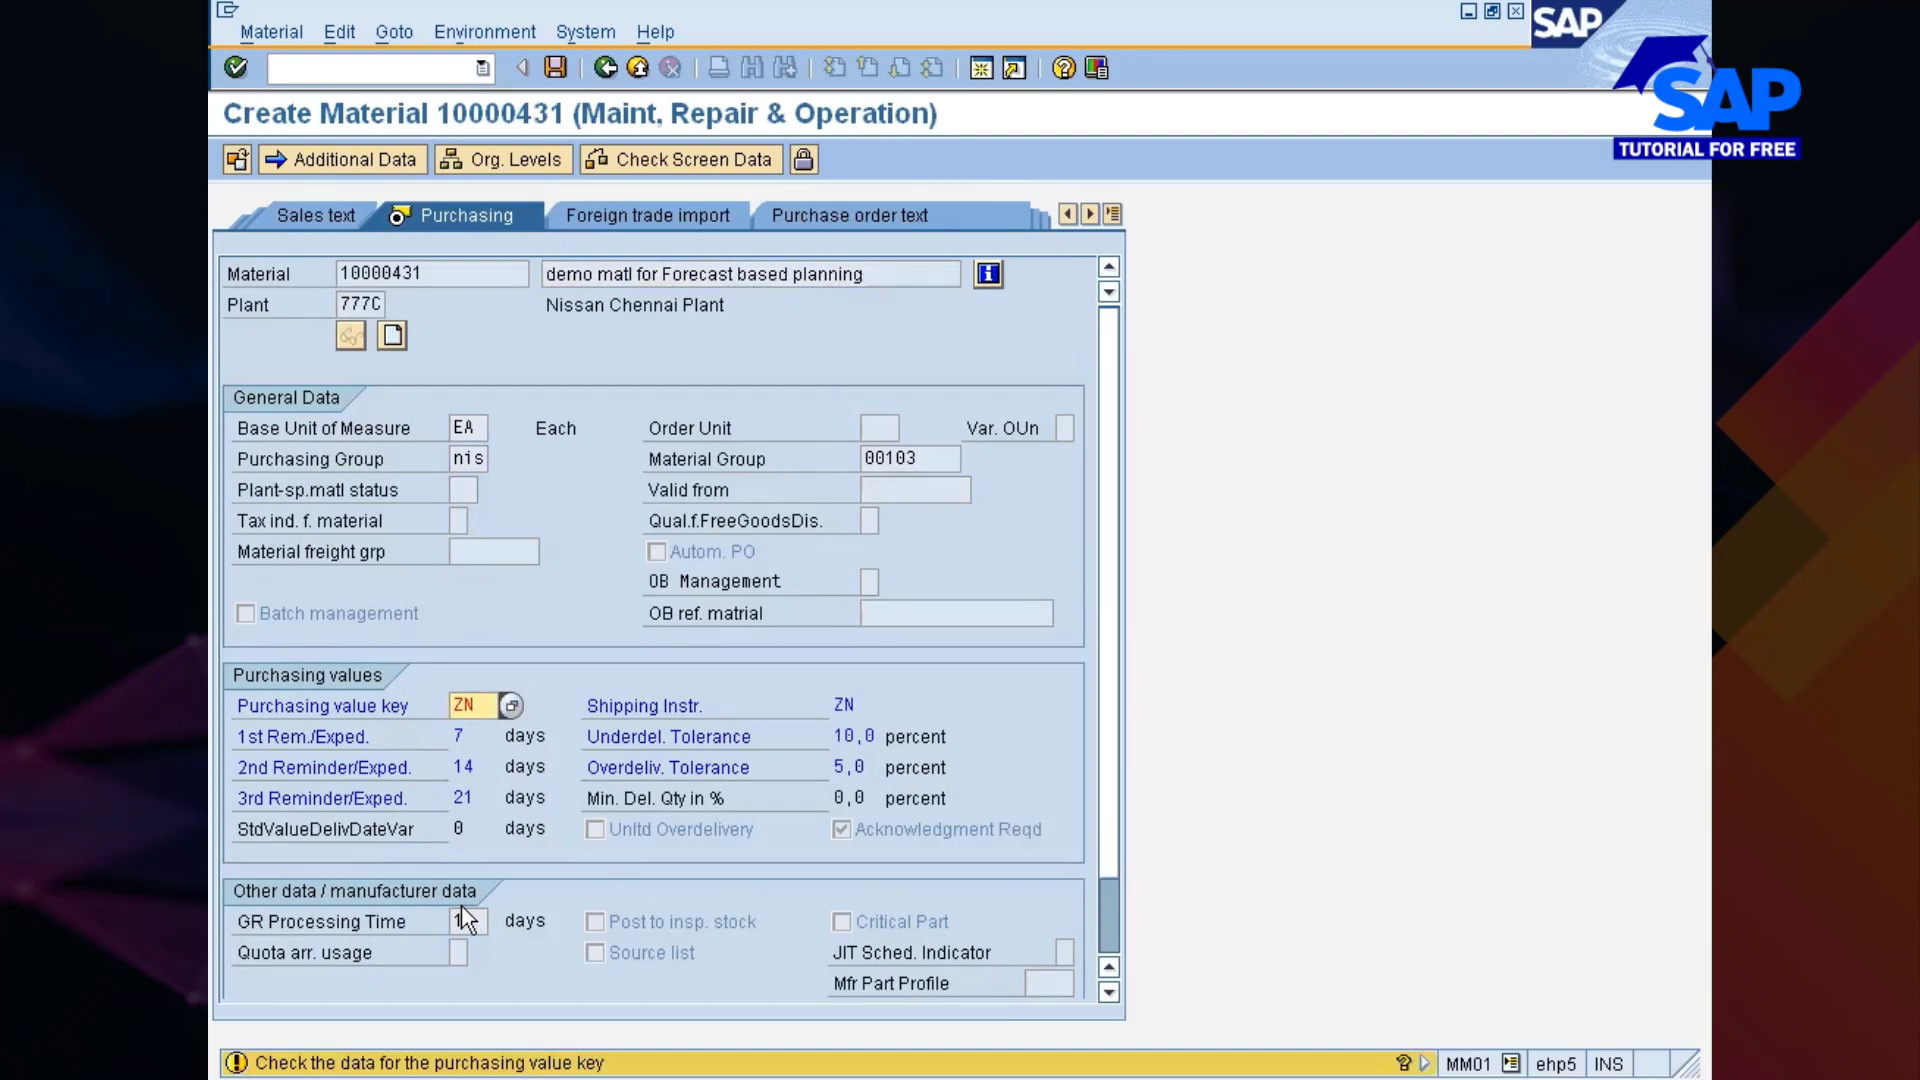 Material Edit Goto Environment System Help
SAP
SAP
TUTORIAL FOR FREE
Create Material 10000431 (Maint, Repair & Operation)
Additional Data Org. Levels Check Screen Data
Sales text Purchasing Foreign trade import Purchase order text
Material 10000431 demo matl for Forecast based planning
Plant 777C Nissan Chennai Plant
General Data
Base Unit of Measure EA Each Order Unit Var. OUn
Purchasing Group nis Material Group 00103
Plant-sp.matl status Valid from
Tax ind. f. material Qual.f.FreeGoodsDis.
Material freight grp Autom. PO
OB Management
Batch management OB ref. matrial
Purchasing values
Purchasing value key ZN Shipping Instr. ZN
1st Rem./Exped. 7 days Underdel. Tolerance 10,0 percent
2nd Reminder/Exped. 14 days Overdeliv. Tolerance 5,0 percent
3rd Reminder/Exped. 21 days Min. Del. Qty in % 0,0 percent
StdValueDelivDateVar 0 days Unltd Overdelivery Acknowledgment Reqd
Other data / manufacturer data
GR Processing Time 1 days Post to insp. stock Critical Part
Quota arr. usage Source list JIT Sched. Indicator
Mfr Part Profile
Check the data for the purchasing value key MM01 ehp5 INS